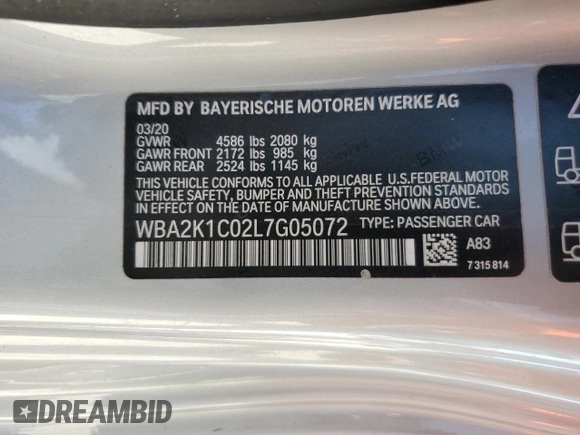 MFD BY BAYERISCHE MOTOREN WERKE AG
03/20
GVWR 4586 lbs 2080 kg
GAWR FRONT 2172 lbs 985 kg
GAWR REAR 2524 lbs 1145 kg
THIS VEHICLE CONFORMS TO ALL APPLICABLE U.S.FEDERAL MOTOR
VEHICLE SAFETY, BUMPER, AND THEFT PREVENTION STANDARDS
IN EFFECT ON THE DATE OF MANUFACTURE SHOWN ABOVE.
WBA2K1C02L7G05072 TYPE: PASSENGER CAR
A83
7 315 814
DREAMBID